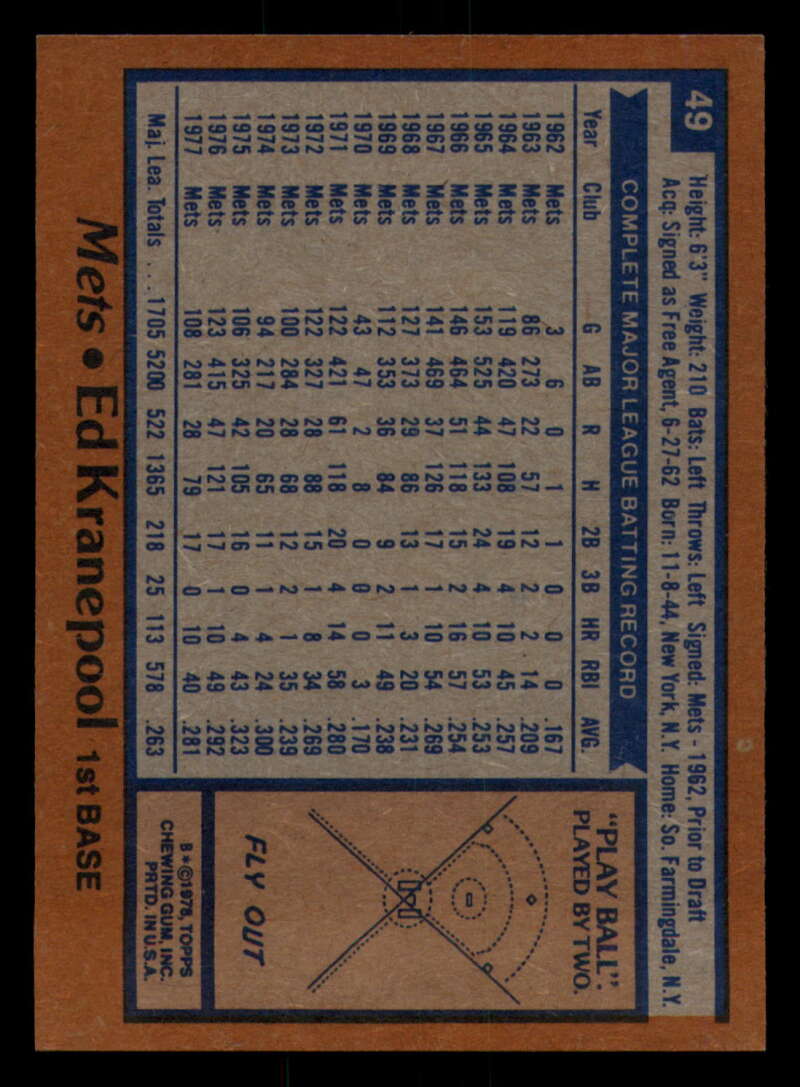 49
Height: 6'3" Weight: 210 Bats: Left Throws: Left Signed: Mets - 1962, Prior to Draft
Acq: Signed as Free Agent, 6-27-62 Born: 11-8-44, New York, N.Y. Home: So. Farmingdale, N.Y.
COMPLETE MAJOR LEAGUE BATTING RECORD
Year Club G AB R H 2B 3B HR RBI AVG.
1962 Mets 3 6 0 1 1 0 0 0 .167
1963 Mets 86 273 22 57 12 2 2 14 .209
1964 Mets 119 420 47 108 19 4 10 45 .257
1965 Mets 153 525 44 133 24 4 10 53 .253
1966 Mets 146 464 51 118 15 2 16 57 .254
1967 Mets 141 469 37 126 17 1 10 54 .269
1968 Mets 127 373 29 86 13 1 3 20 .231
1969 Mets 112 353 36 84 9 2 11 49 .238
1970 Mets 43 47 2 8 0 0 0 3 .170
1971 Mets 122 421 61 118 20 4 14 58 .280
1972 Mets 122 327 28 88 15 1 8 34 .269
1973 Mets 100 284 28 68 12 2 1 35 .239
1974 Mets 94 217 20 65 11 1 4 24 .300
1975 Mets 106 325 42 105 16 0 4 43 .323
1976 Mets 123 415 47 121 17 1 10 49 .292
1977 Mets 108 281 28 79 17 0 10 40 .281
Maj. Lea. Totals . . . 1705 5200 522 1365 218 25 113 578 .263
"PLAY BALL".
PLAYED BY TWO.
FLY OUT
B*©1978, TOPPS
CHEWING GUM, INC.
PRTD. IN U.S.A.
Mets • Ed Kranepool 1st BASE